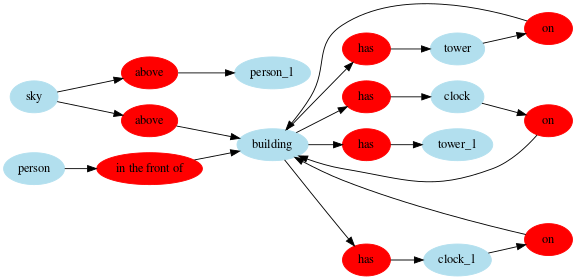 on
has
tower
above
person_1
sky
has
clock
above
on
building
has
tower_1
person
in the front of
on
has
clock_1